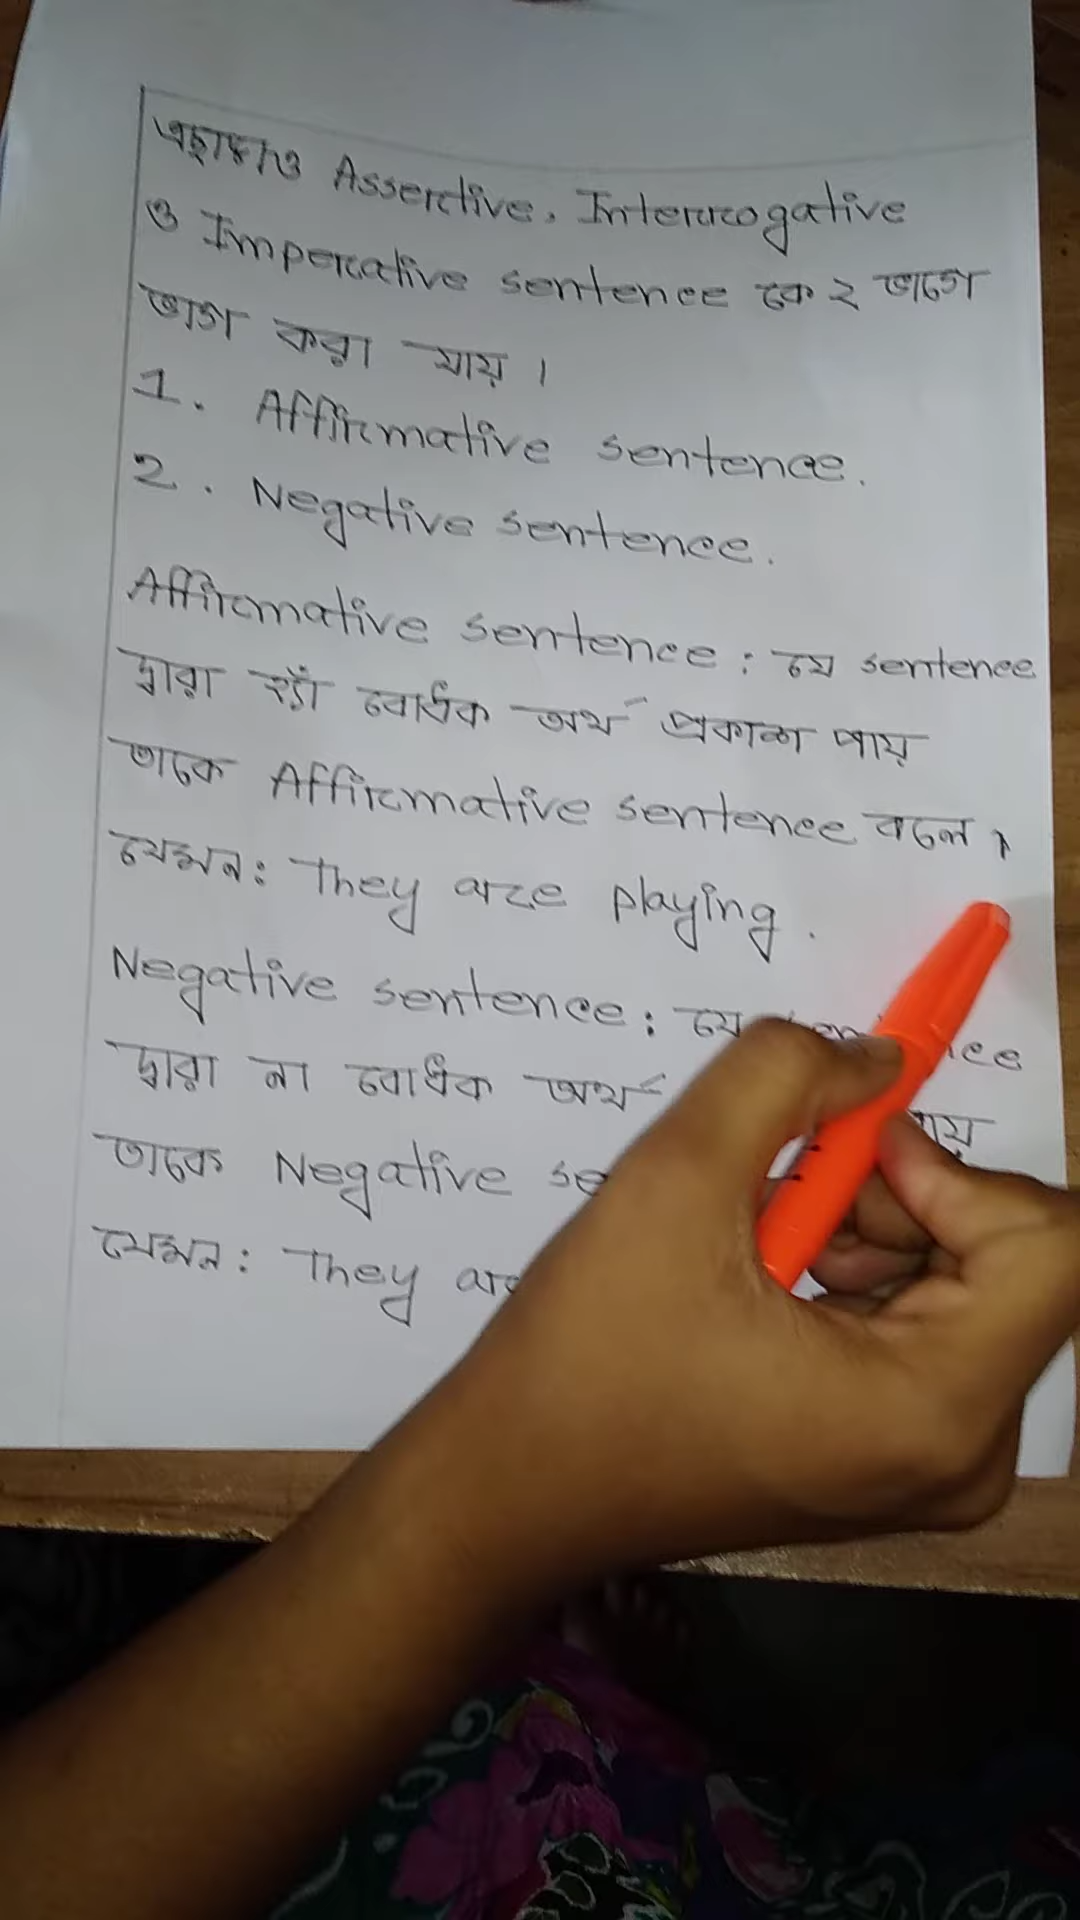 এছাড়াও Assertive, Interrogative
ও Imperative sentence কে ২ ভাগে
ভাগ করা যায় ।
1. Affirmative sentence.
2. Negative sentence.
Affirmative sentence : যে sentence
দ্বারা হ্যাঁ বোধক অর্থ প্রকাশ পায়
তাকে Affirmative sentence বলে ।
যেমন : They are playing .
Negative sentence : যে
দ্বারা না বোধক অর্থ
তাকে Negative
যেমন : They are